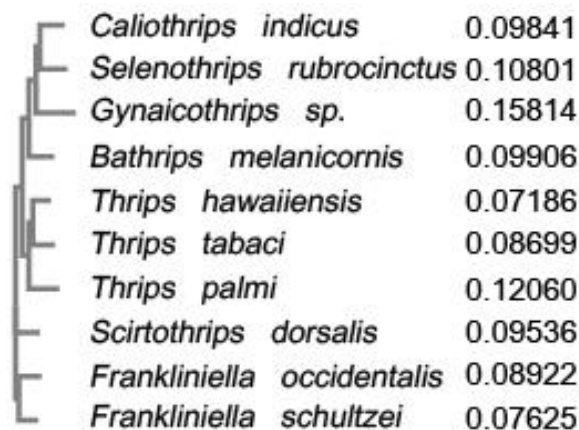 Caliothrips indicus 0.09841
Selenothrips rubrocinctus 0.10801
Gynaicothrips sp. 0.15814
Bathrips melanicornis 0.09906
Thrips hawaiiensis 0.07186
Thrips tabaci 0.08699
Thrips palmi 0.12060
Scirtothrips dorsalis 0.09536
Frankliniella occidentalis 0.08922
Frankliniella schultzei 0.07625